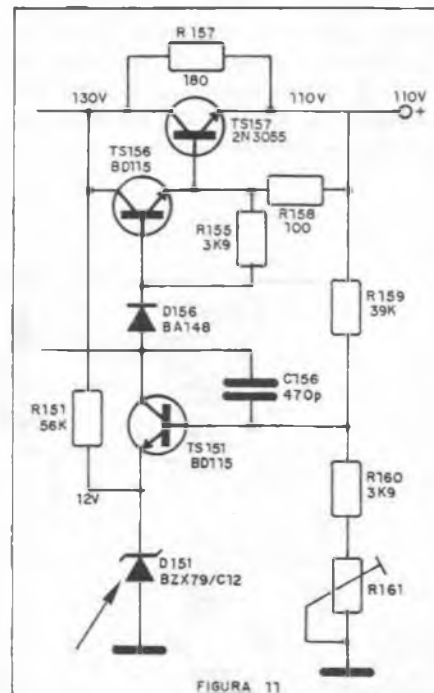 R 157
180
130V
110V
110V
TS157
2N3055
TS156
BD115
R155
3K9
R158
100
D156
BA148
R159
39K
C156
470p
R151
56K
TS151
BD115
R160
3K9
12V
D151
BZX79/C12
R161
FIGURA 11